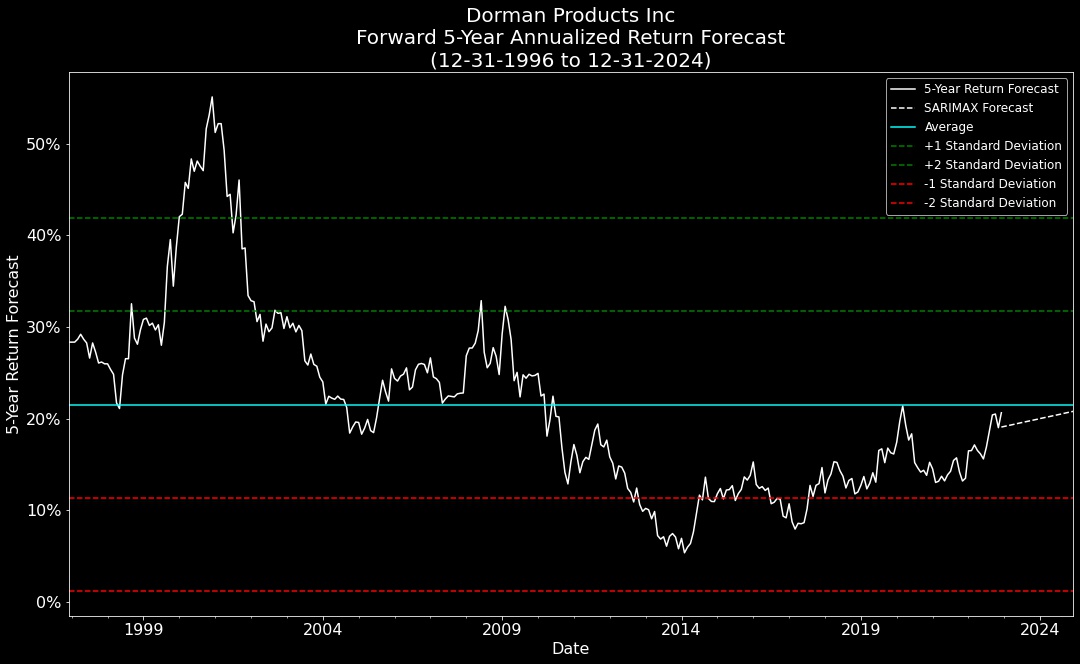 Dorman Products Inc
Forward 5-Year Annualized Return Forecast
(12-31-1996 to 12-31-2024)
5-Year Return Forecast
SARIMAX Forecast
Average
+1 Standard Deviation
+2 Standard Deviation
-1 Standard Deviation
-2 Standard Deviation
5-Year Return Forecast
50%
40%
30%
20%
10%
0%
1999 2004 2009 2014 2019 2024
Date